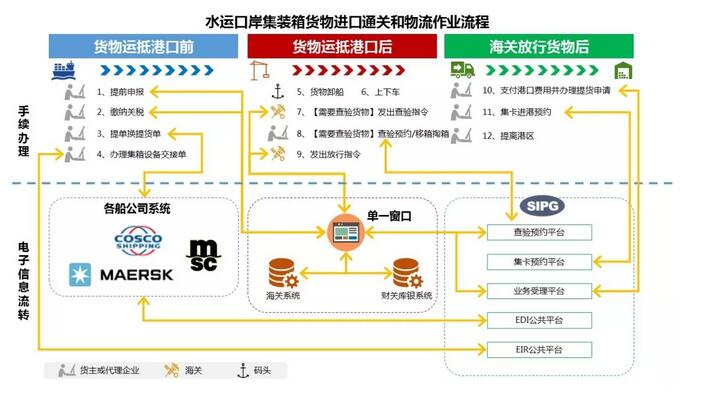 水运口岸集装箱货物进口通关和物流作业流程
货物运抵港口前
货物运抵港口后
海关放行货物后
手续办理
1、提前申报
2、缴纳关税
3、提单换提货单
4、办理集箱设备交接单
5、货物卸船 6、上下车
7、【需要查验货物】发出查验指令
8、【需要查验货物】查验预约/移箱掏箱
9、发出放行指令
10、支付港口费用并办理提货申请
11、集卡进港预约
12、提离港区
电子信息流转
各船公司系统
COSCO
SHIPPING
MAERSK
msc
单一窗口
海关系统
财关库银系统
SIPG
查验预约平台
集卡预约平台
业务受理平台
EDI公共平台
EIR公共平台
货主或代理企业
海关
码头